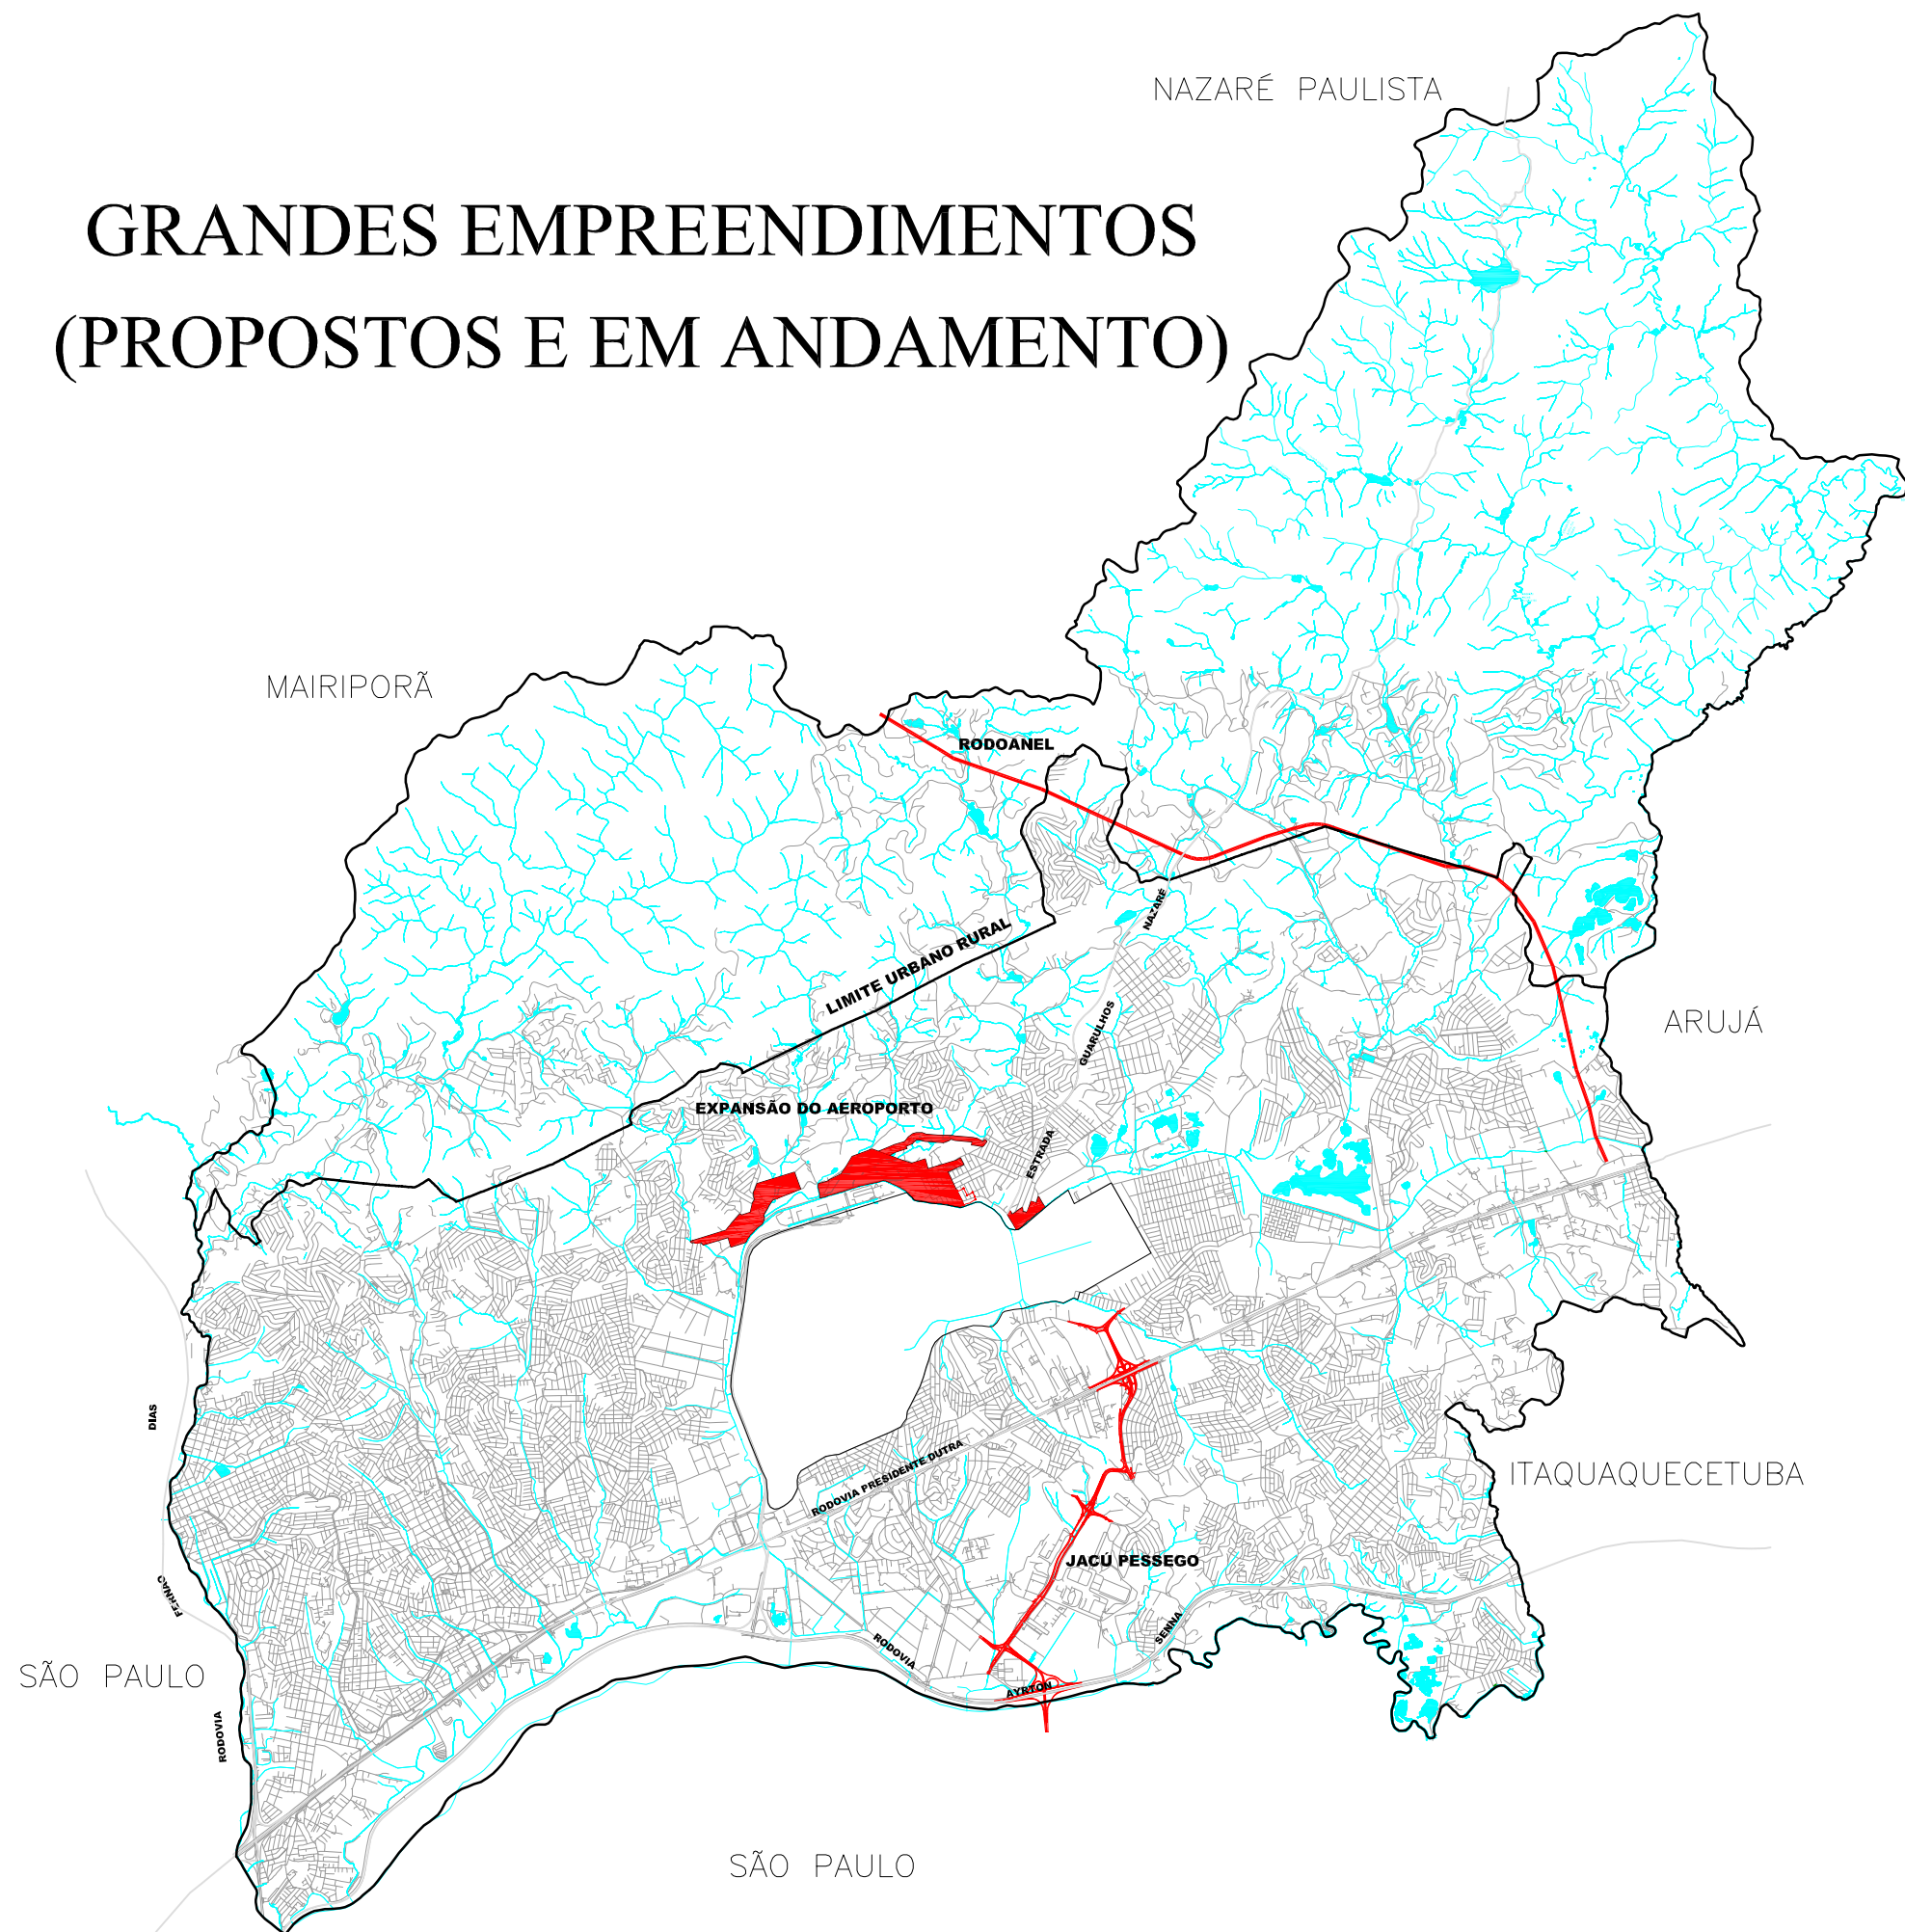 NAZARÉ PAULISTA
GRANDES EMPREENDIMENTOS
(PROPOSTOS E EM ANDAMENTO)
MAIRIPORÃ
RODOANEL
NAZARÉ
LIMITE URBANO RURAL
GUARULHOS
ARUJÁ
EXPANSÃO DO AEROPORTO
ESTRADA
DIAS
RODOVIA PRESIDENTE DUTRA
ITAQUAQUECETUBA
JACÚ PESSEGO
FERNAO
SENNA
RODOVIA
SÃO PAULO
AYRTON
RODOVIA
SÃO PAULO